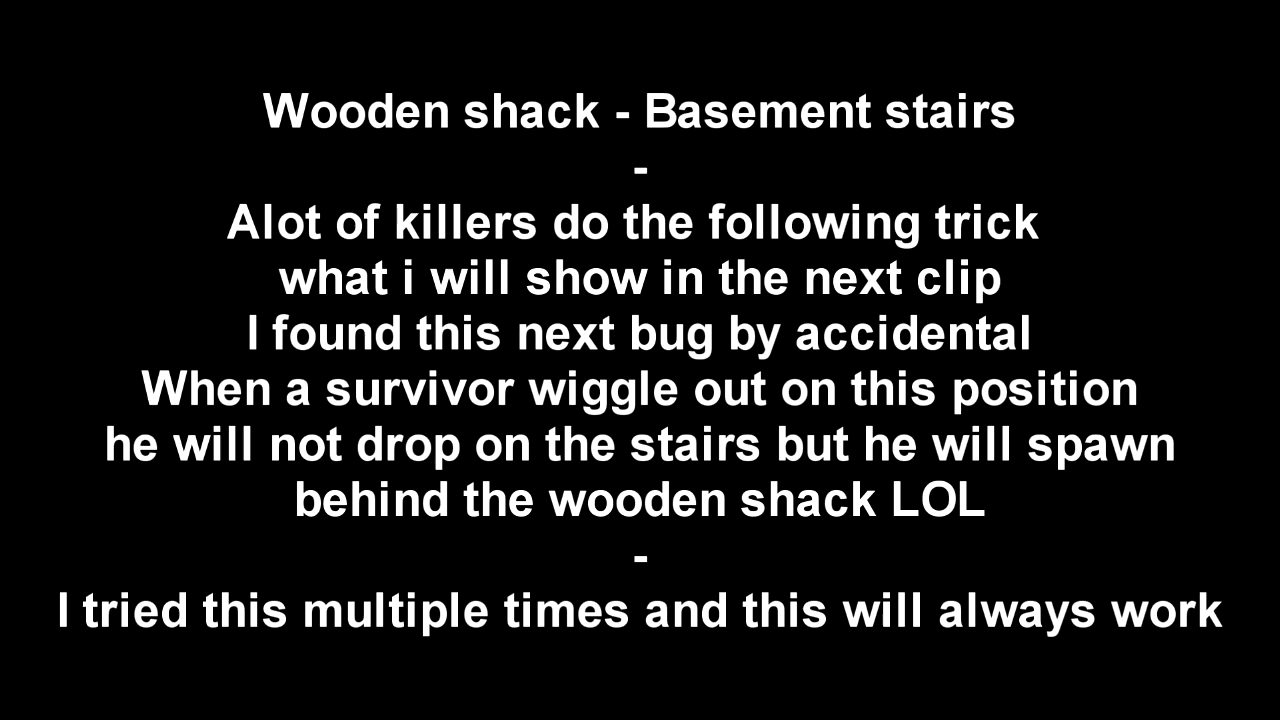 Wooden shack - Basement stairs
-
Alot of killers do the following trick
what i will show in the next clip
I found this next bug by accidental
When a survivor wiggle out on this position
he will not drop on the stairs but he will spawn
behind the wooden shack LOL
-
I tried this multiple times and this will always work